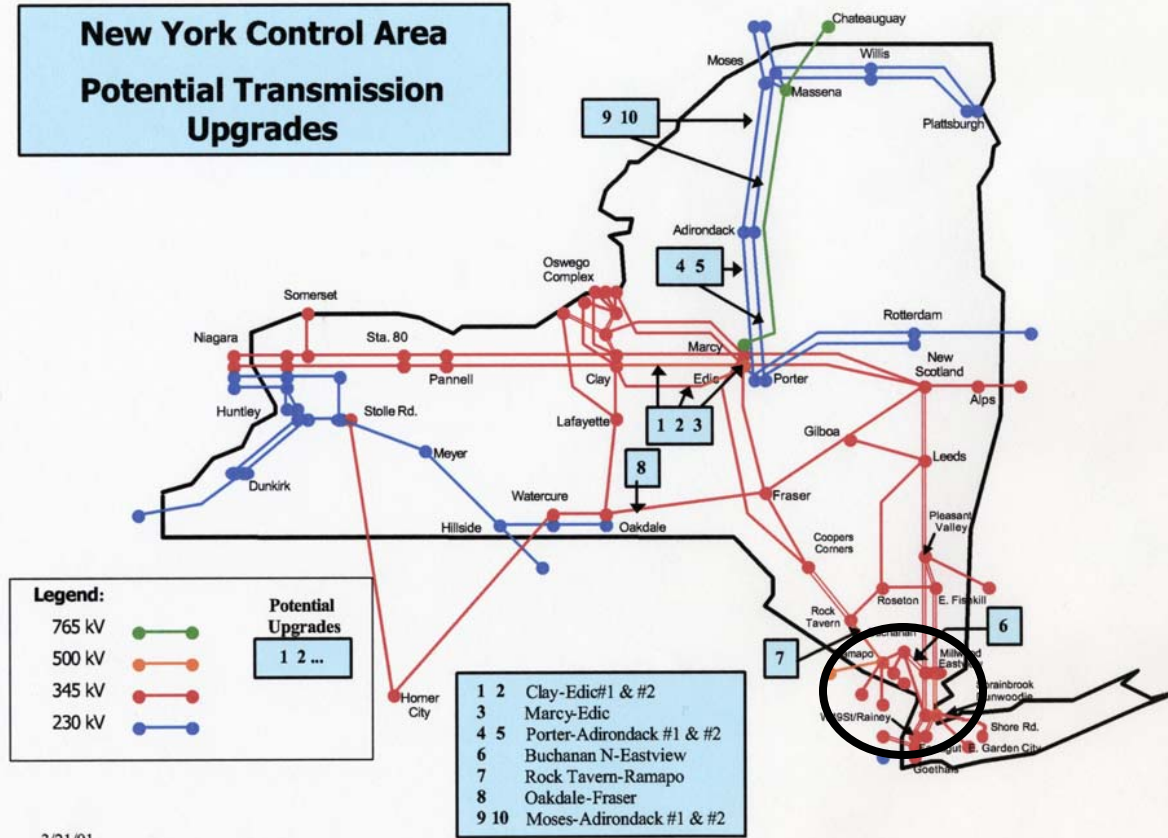 New York Control Area
Potential Transmission
Upgrades
Chateauguay
Moses
Willis
Massena
9 10
Plattsburgh
Adirondack
4 5
Oswego
Complex
Somerset
Rotterdam
Niagara
Sta. 80
Marcy
New
Scotland
Pannell
Clay
Edic
Porter
Alps
Huntley
Stolle Rd.
Lafayette
1 2 3
Gilboa
Meyer
8
Leeds
Dunkirk
Watercure
Fraser
Pleasant
Valley
Hillside
Oakdale
Coopers
Corners
Legend:
765 kV
500 kV
345 kV
230 kV
Potential
Upgrades
1 2 ...
Roseton
E. Fishkill
Rock
Tavern
6
7
Millwood
Homer
City
Shore Rd.
E. Garden City
Goethals
1 2 Clay-Edic#1 & #2
3 Marcy-Edic
4 5 Porter-Adirondack #1 & #2
6 Buchanan N-Eastview
7 Rock Tavern-Ramapo
8 Oakdale-Fraser
9 10 Moses-Adirondack #1 & #2